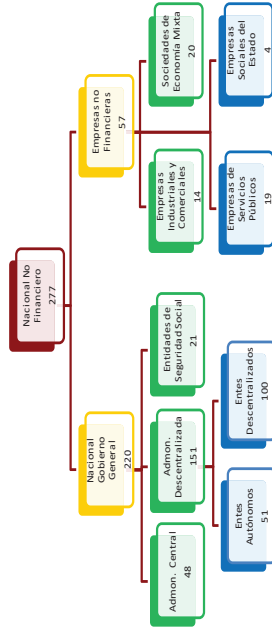 Nacional No
Financiero
277
Nacional
Gobierno
General
220
Empresas no
Financieras
57
Admon. Central
48
Admon.
Descentralizada
151
Entidades de
Seguridad Social
21
Empresas
Industriales y
Comerciales
14
Sociedades de
Economía Mixta
20
Entes
Autónomos
51
Entes
Descentralizados
100
Empresas de
Servicios
Públicos
19
Empresas
Sociales del
Estado
4